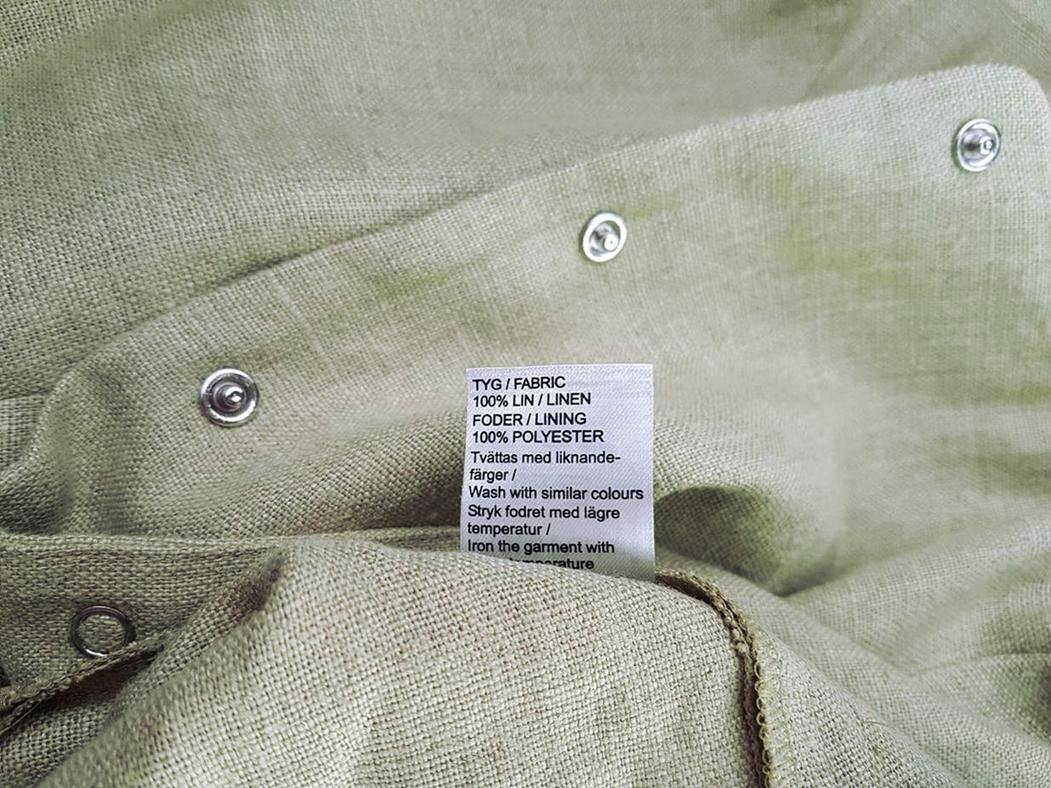 TYG / FABRIC
100% LIN / LINEN
FODER / LINING
100% POLYESTER
Tvättas med liknande-
färger /
Wash with similar colours
Stryk fodret med lägre
temperatur /
Iron the garment with
temperature